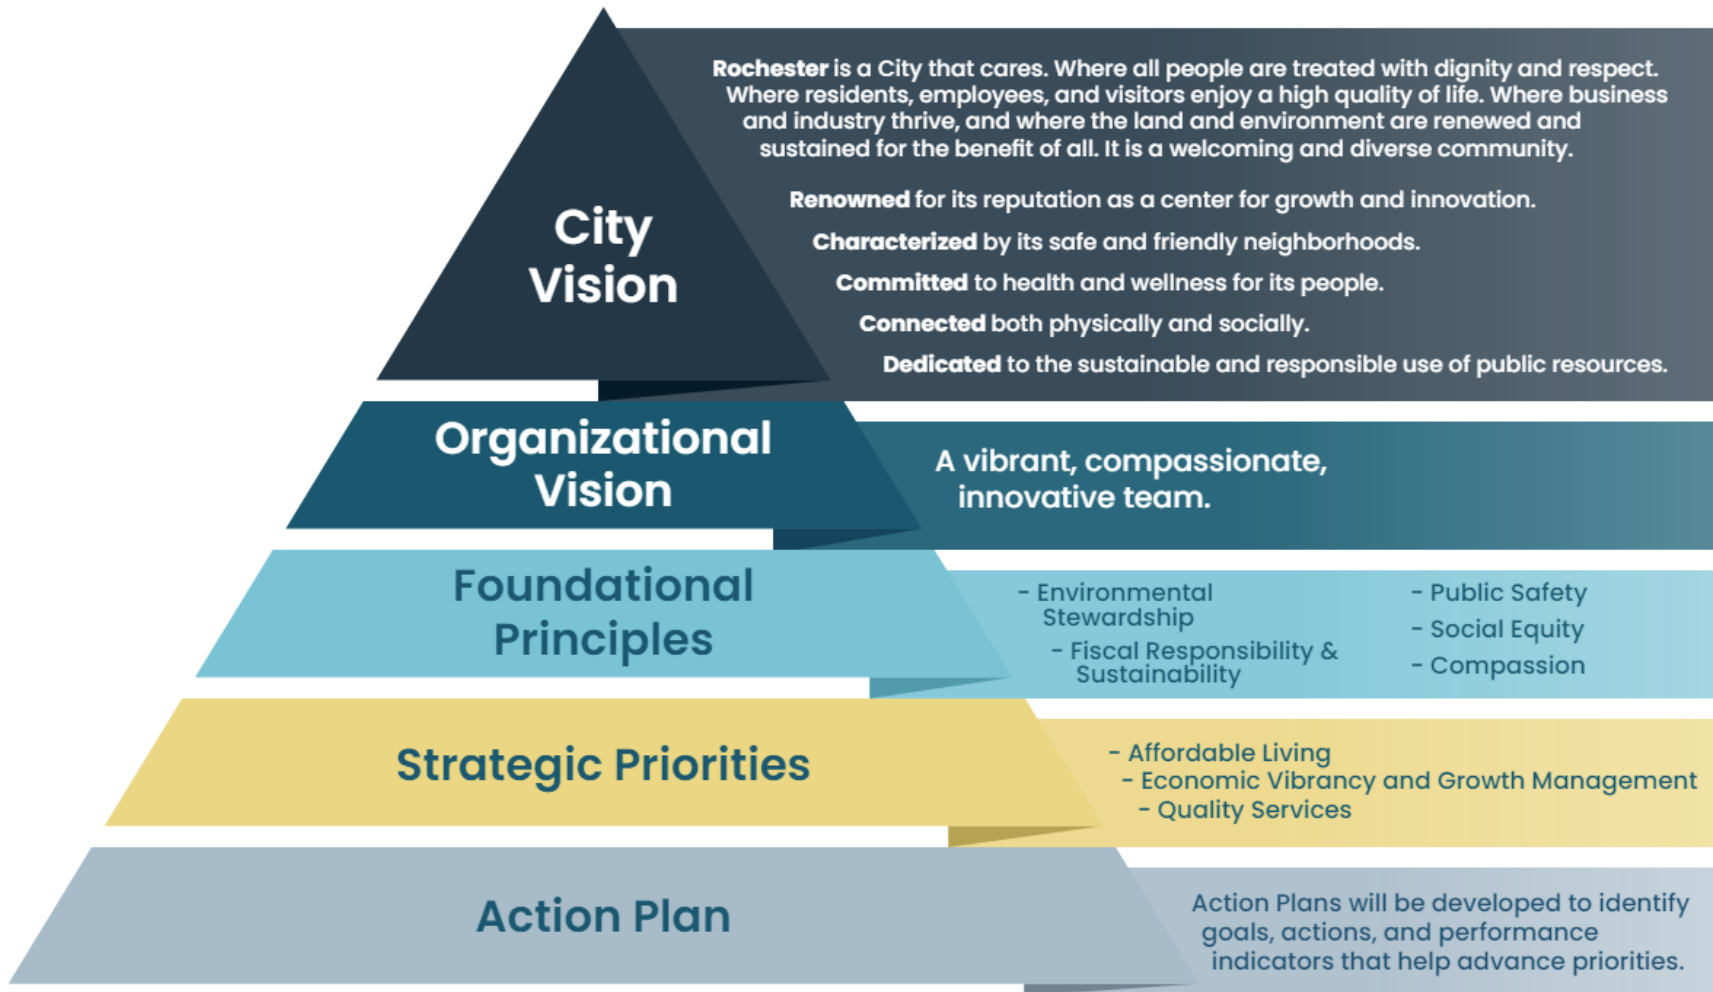 City
Vision
Rochester is a City that cares. Where all people are treated with dignity and respect.
Where residents, employees, and visitors enjoy a high quality of life. Where business
and industry thrive, and where the land and environment are renewed and
sustained for the benefit of all. It is a welcoming and diverse community.
Renowned for its reputation as a center for growth and innovation.
Characterized by its safe and friendly neighborhoods.
Committed to health and wellness for its people.
Connected both physically and socially.
Dedicated to the sustainable and responsible use of public resources.
Organizational
Vision
A vibrant, compassionate,
innovative team.
Foundational
Principles
- Environmental
Stewardship
- Fiscal Responsibility &
Sustainability
- Public Safety
- Social Equity
- Compassion
Strategic Priorities
- Affordable Living
- Economic Vibrancy and Growth Management
- Quality Services
Action Plan
Action Plans will be developed to identify
goals, actions, and performance
indicators that help advance priorities.